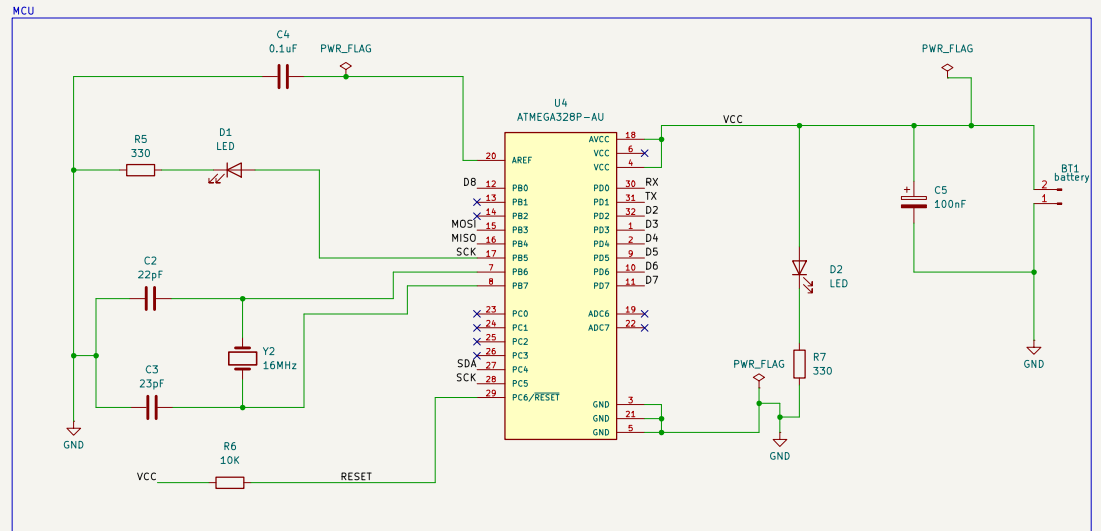 MCU
C4
0.1uF
PWR_FLAG
PWR_FLAG
U4
ATMEGA328P-AU
VCC
R5
330
D1
LED
BT1
battery
2
1
C5
100nF
+
20 AREF
AVCC 18
VCC 6
VCC 4
D8 12 PB0
PD0 30 RX
13 PB1
PD1 31 TX
14 PB2
PD2 32 D2
MOSI 15 PB3
PD3 1 D3
MISO 16 PB4
PD4 2 D4
SCK 17 PB5
PD5 9 D5
7 PB6
PD6 10 D6
8 PB7
PD7 11 D7
C2
22pF
D2
LED
23 PC0
ADC6 19
24 PC1
ADC7 22
25 PC2
26 PC3
SDA 27 PC4
SCK 28 PC5
29 PC6/RESET
GND 3
GND 21
GND 5
Y2
16MHz
C3
23pF
PWR_FLAG
R7
330
GND
GND
GND
R6
10K
VCC
RESET